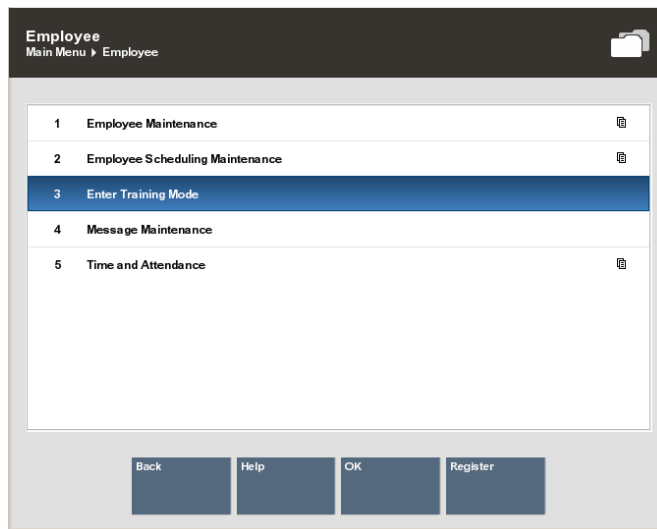 Employee
Main Menu ▸ Employee
1 Employee Maintenance
2 Employee Scheduling Maintenance
3 Enter Training Mode
4 Message Maintenance
5 Time and Attendance
Back Help OK Register